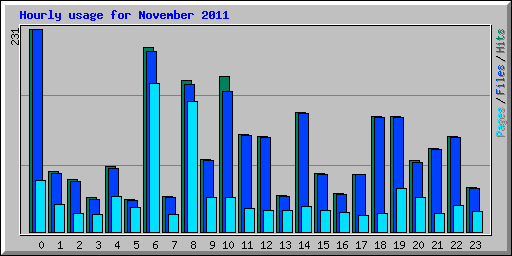 Hourly usage for November 2011
231
Pages/Files/Hits
0 1 2 3 4 5 6 7 8 9 10 11 12 13 14 15 16 17 18 19 20 21 22 23